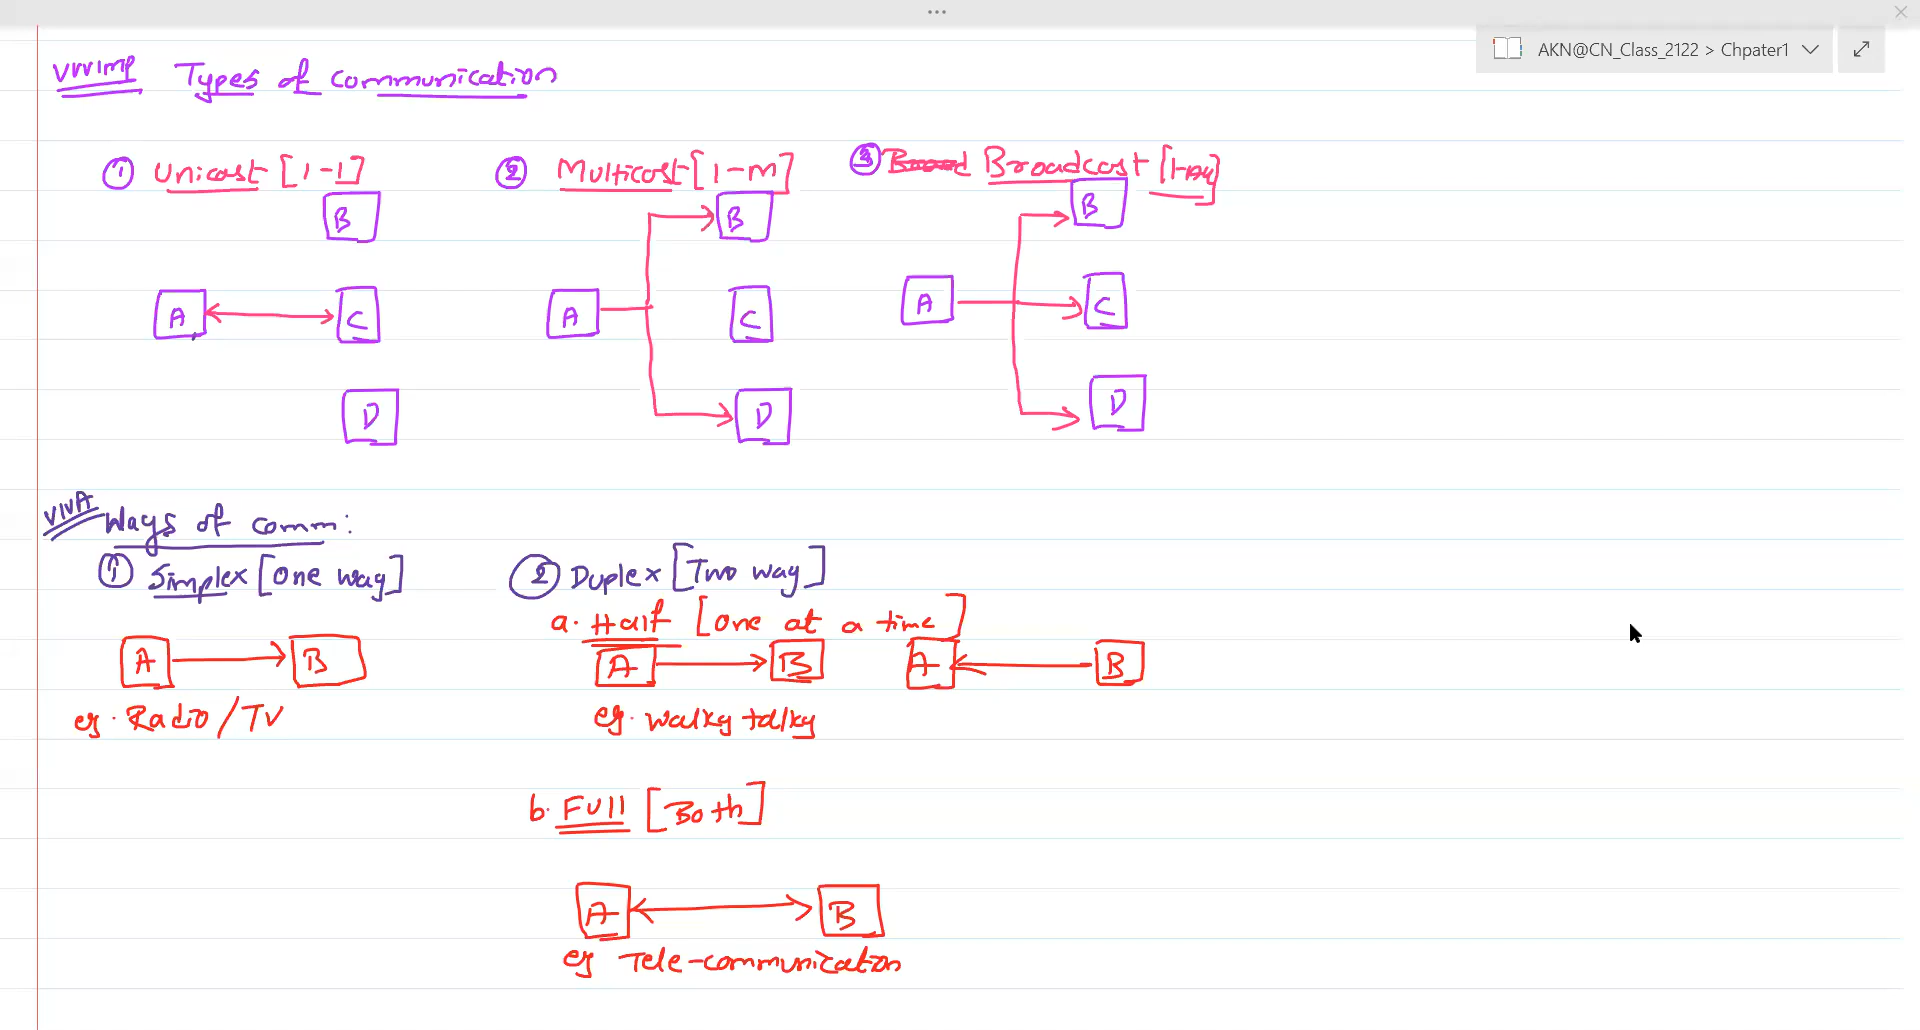 AKN@CN_Class_2122 > Chpater1
vvvimp Types of communication
① Unicast [1-1] ② Multicast [1-m] ③ Broadcast [1-All]
B B B
A C A C A C
D D D
VIVA Ways of comm:
① Simplex [One way] ② Duplex [Two way]
a. Half [One at a time]
A B A B A B
eg. Radio/TV eg. walky talky
b. Full [Both]
A B
eg Tele-communication